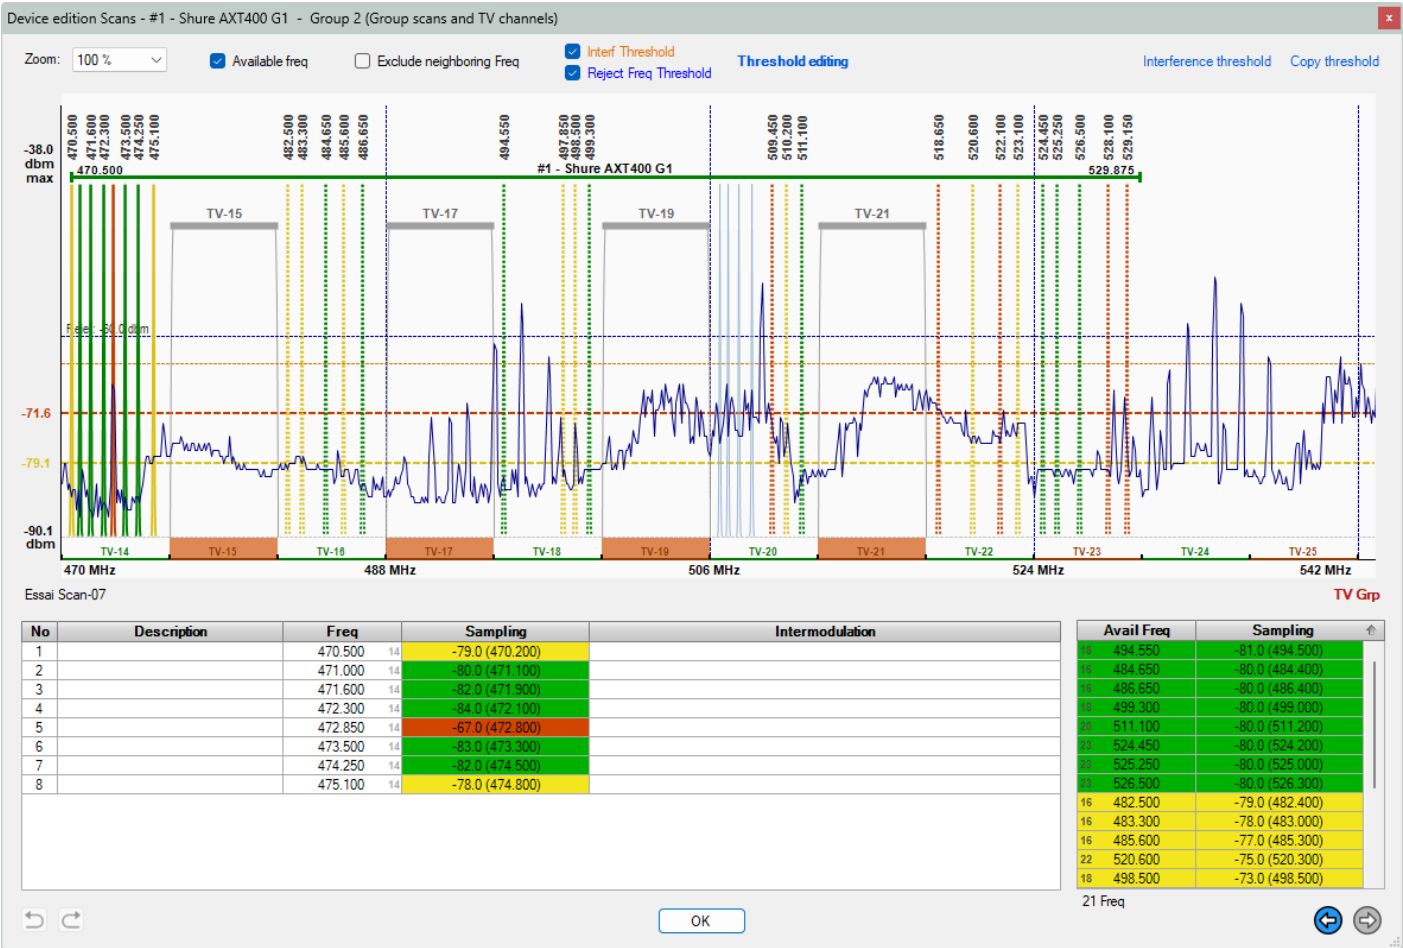 Device edition Scans - #1 - Shure AXT400 G1 - Group 2 (Group scans and TV channels)
x
Zoom:
100 %
Available freq
Exclude neighboring Freq
Interf Threshold
Reject Freq Threshold
Threshold editing
Interference threshold
Copy threshold
470.500
471.600
472.300
473.500
474.250
475.100
482.500
483.300
484.650
485.600
486.650
494.550
497.850
498.500
499.300
509.450
510.200
511.100
518.650
520.600
522.100
523.100
524.450
525.250
526.500
528.100
529.150
-38.0
dbm
max
470.500
#1 - Shure AXT400 G1
529.875
TV-15
TV-17
TV-19
TV-21
-71.6
-79.1
-90.1
dbm
TV-14
TV-15
TV-16
TV-17
TV-18
TV-19
TV-20
TV-21
TV-22
TV-23
TV-24
TV-25
470 MHz
488 MHz
506 MHz
524 MHz
542 MHz
Essai Scan-07
TV Grp
No Description Freq Sampling Intermodulation
1 470.500 14 -79.0 (470.200)
2 471.000 14 -80.0 (471.100)
3 471.600 14 -82.0 (471.900)
4 472.300 14 -84.0 (472.100)
5 472.850 14 -67.0 (472.800)
6 473.500 14 -83.0 (473.300)
7 474.250 14 -82.0 (474.500)
8 475.100 14 -78.0 (474.800)
Avail Freq Sampling
494.550 -81.0 (494.500)
16 484.650 -80.0 (484.400)
16 486.650 -80.0 (486.400)
18 499.300 -80.0 (499.000)
20 511.100 -80.0 (511.200)
23 524.450 -80.0 (524.200)
23 525.250 -80.0 (525.000)
23 526.500 -80.0 (526.300)
16 482.500 -79.0 (482.400)
16 483.300 -78.0 (483.000)
16 485.600 -77.0 (485.300)
22 520.600 -75.0 (520.300)
18 498.500 -73.0 (498.500)
21 Freq
OK